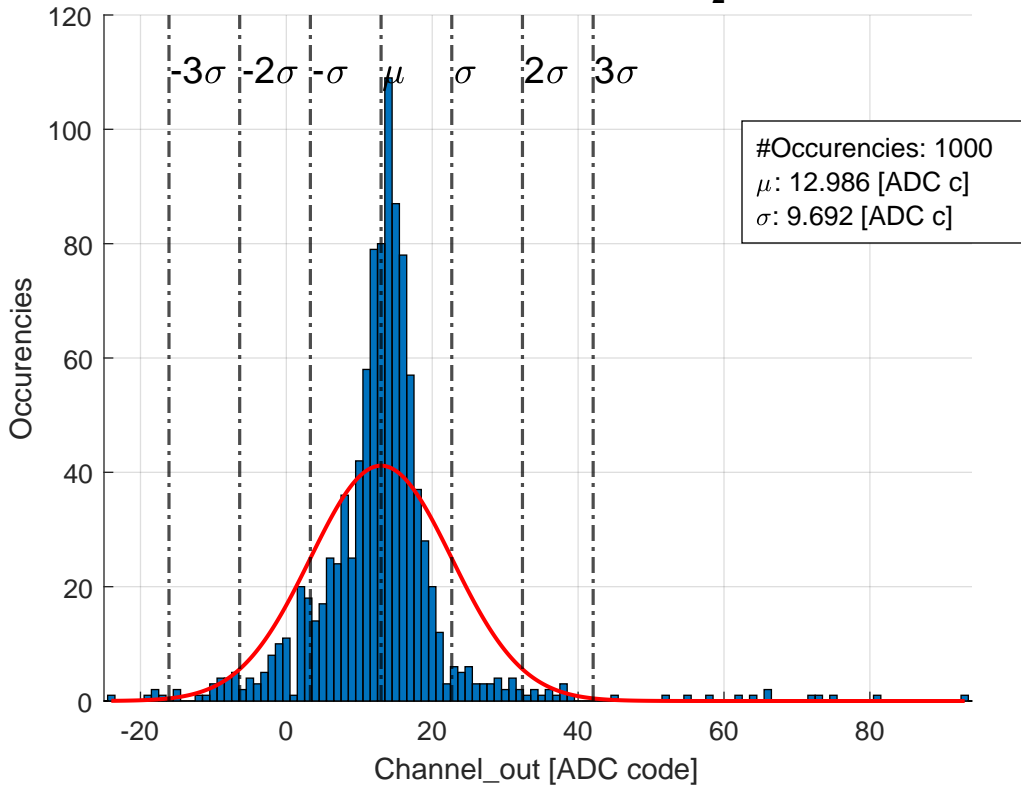 2
120
100
80
60
40
20
0
-3σ -2σ -σ μ σ 2σ 3σ
#Occurencies: 1000
μ: 12.986 [ADC c]
σ: 9.692 [ADC c]
Occurencies
-20 0 20 40 60 80
Channel_out [ADC code]